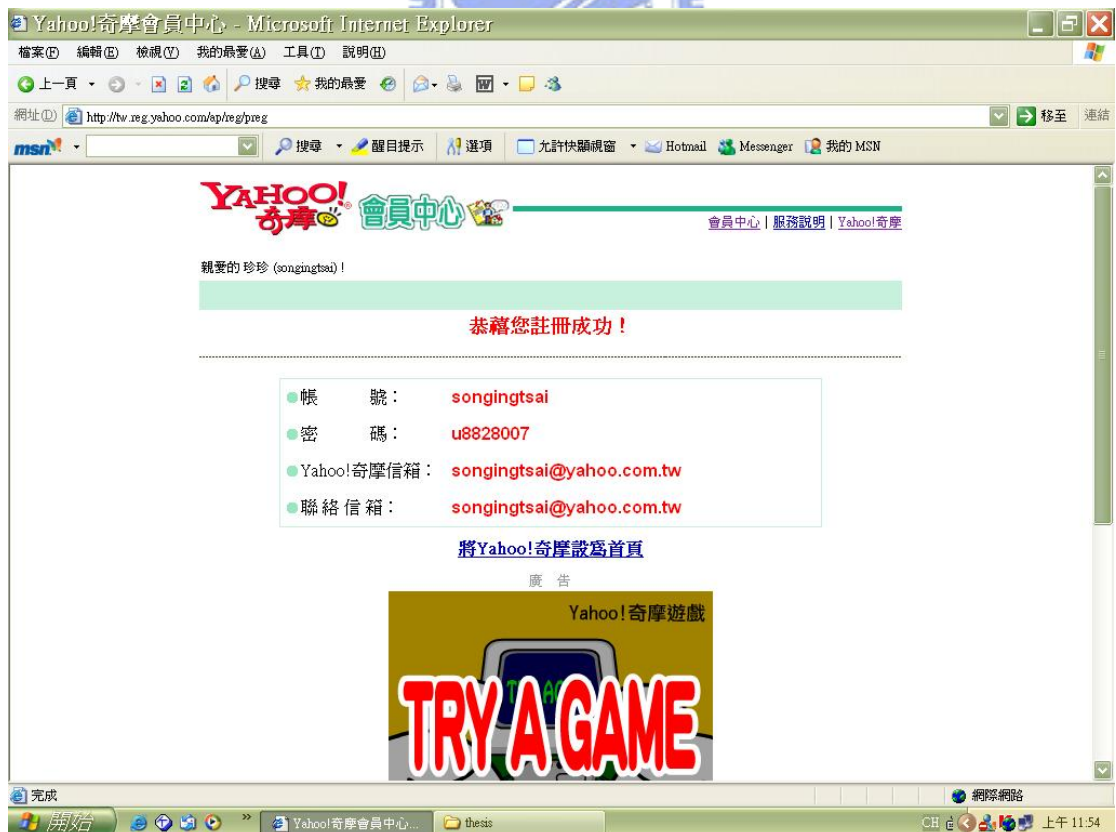 Yahoo!奇摩會員中心 - Microsoft Internet Explorer
檔案(F) 編輯(E) 檢視(V) 我的最愛(A) 工具(T) 說明(H)
上一頁 搜尋 我的最愛
網址(D) http://tw.reg.yahoo.com/ap/reg/preg 移至 連結
msn 搜尋 醒目提示 選項 允許快顯視窗 Hotmail Messenger 我的 MSN
YAHOO!奇摩 會員中心
會員中心 | 服務說明 | Yahoo!奇摩
親愛的 珍珍 (songingtsai) !
恭禧您註冊成功!
帳 號: songingtsai
密 碼: u8828007
Yahoo!奇摩信箱: songingtsai@yahoo.com.tw
聯 絡 信 箱: songingtsai@yahoo.com.tw
將Yahoo!奇摩設為首頁
廣 告
Yahoo!奇摩遊戲
TRY A GAME
完成 網際網路
開始 » Yahoo!奇摩會員中心... thesis CH 上午 11:54